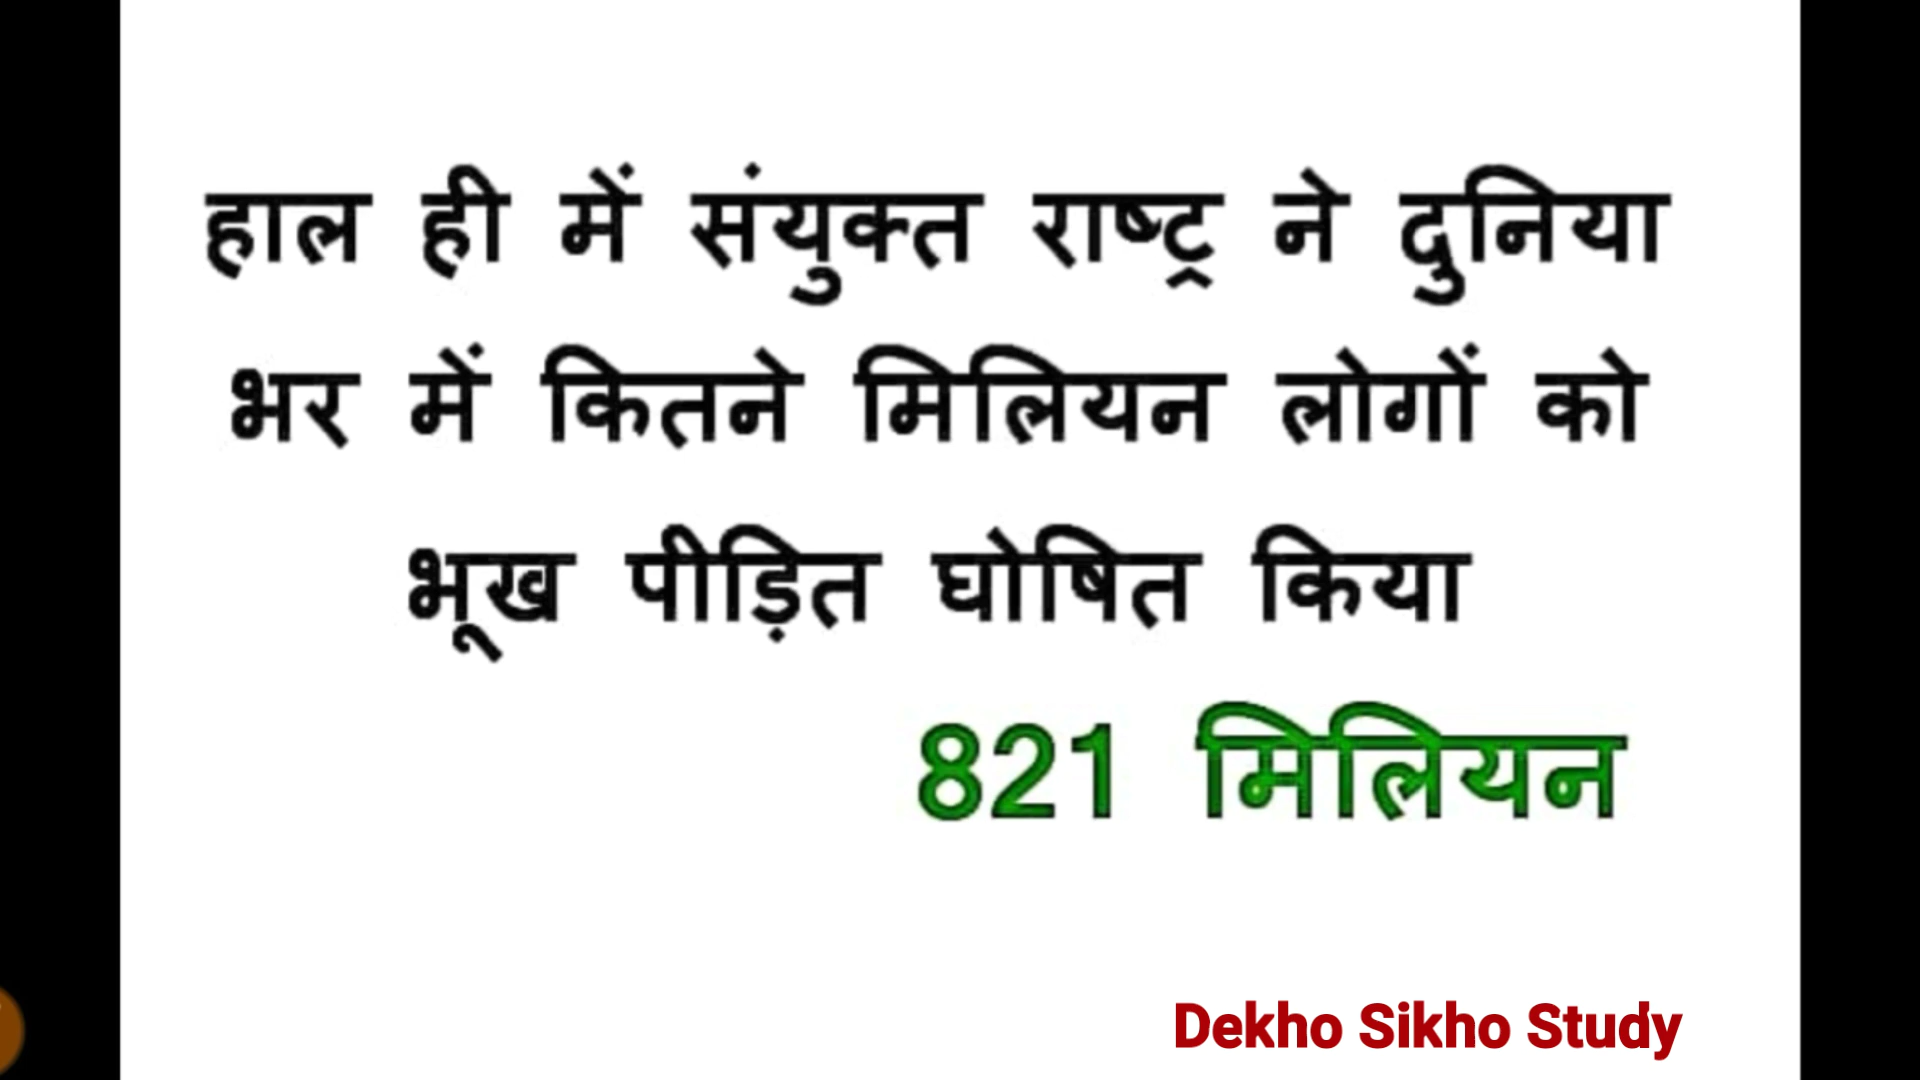 हाल ही में संयुक्त राष्ट्र ने दुनिया
भर में कितने मिलियन लोगों को
भूख पीड़ित घोषित किया
821 मिलियन
Dekho Sikho Study